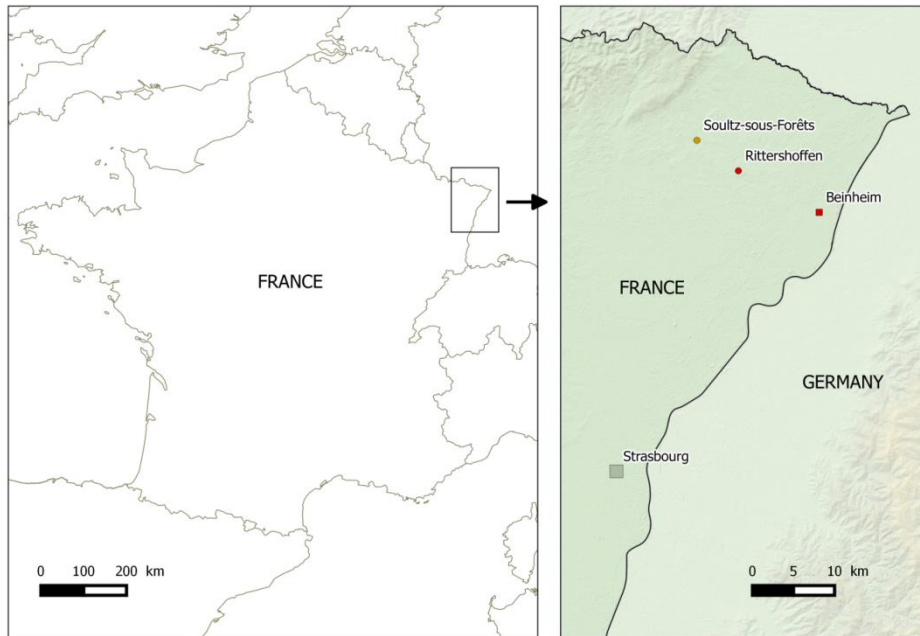 FRANCE
0 100 200 km
Soultz-sous-Forêts
Rittershoffen
Beinheim
FRANCE
GERMANY
Strasbourg
0 5 10 km